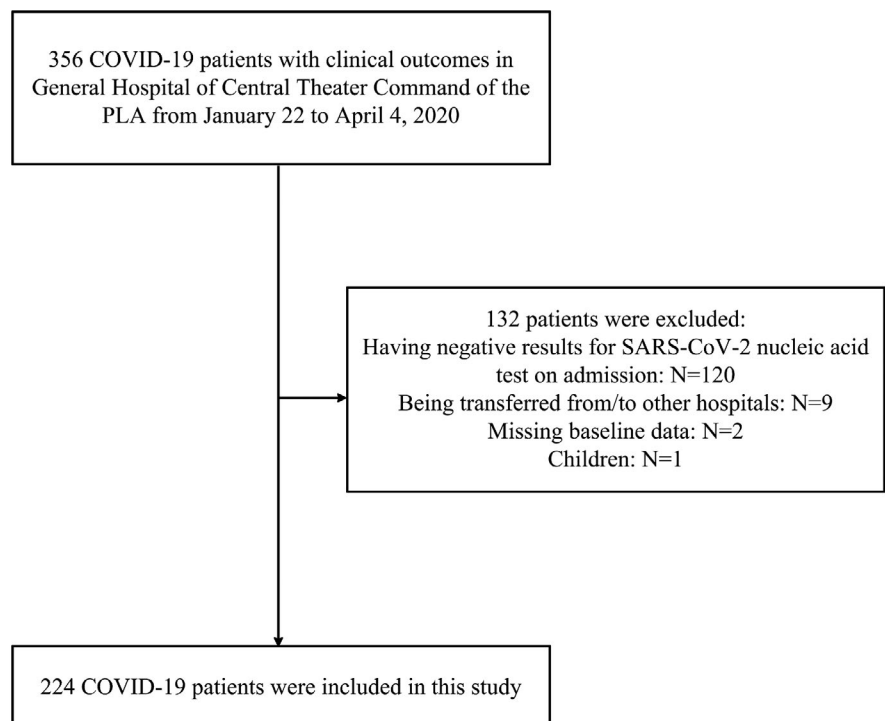 356 COVID-19 patients with clinical outcomes in
General Hospital of Central Theater Command of the
PLA from January 22 to April 4, 2020
132 patients were excluded:
Having negative results for SARS-CoV-2 nucleic acid
test on admission: N=120
Being transferred from/to other hospitals: N=9
Missing baseline data: N=2
Children: N=1
224 COVID-19 patients were included in this study